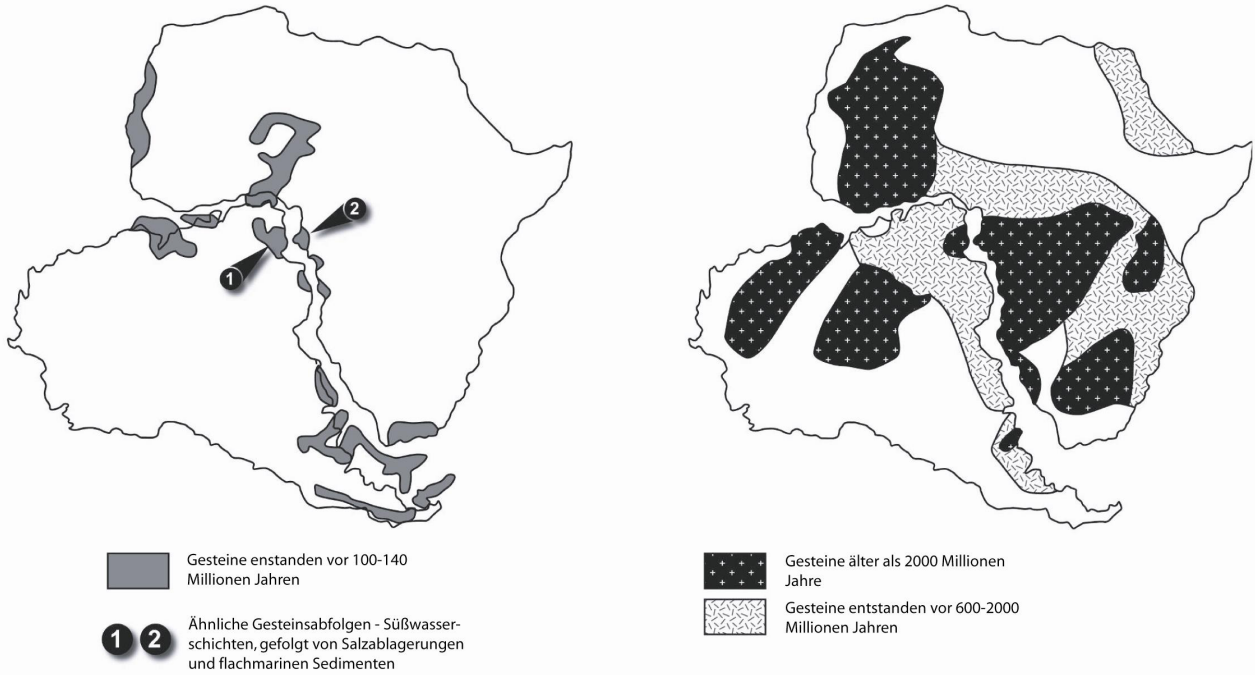 1
2
Gesteine enstanden vor 100-140
Millionen Jahren
1 2
Ähnliche Gesteinsabfolgen - Süßwasser-
schichten, gefolgt von Salzablagerungen
und flachmarinen Sedimenten
Gesteine älter als 2000 Millionen
Jahre
Gesteine entstanden vor 600-2000
Millionen Jahren